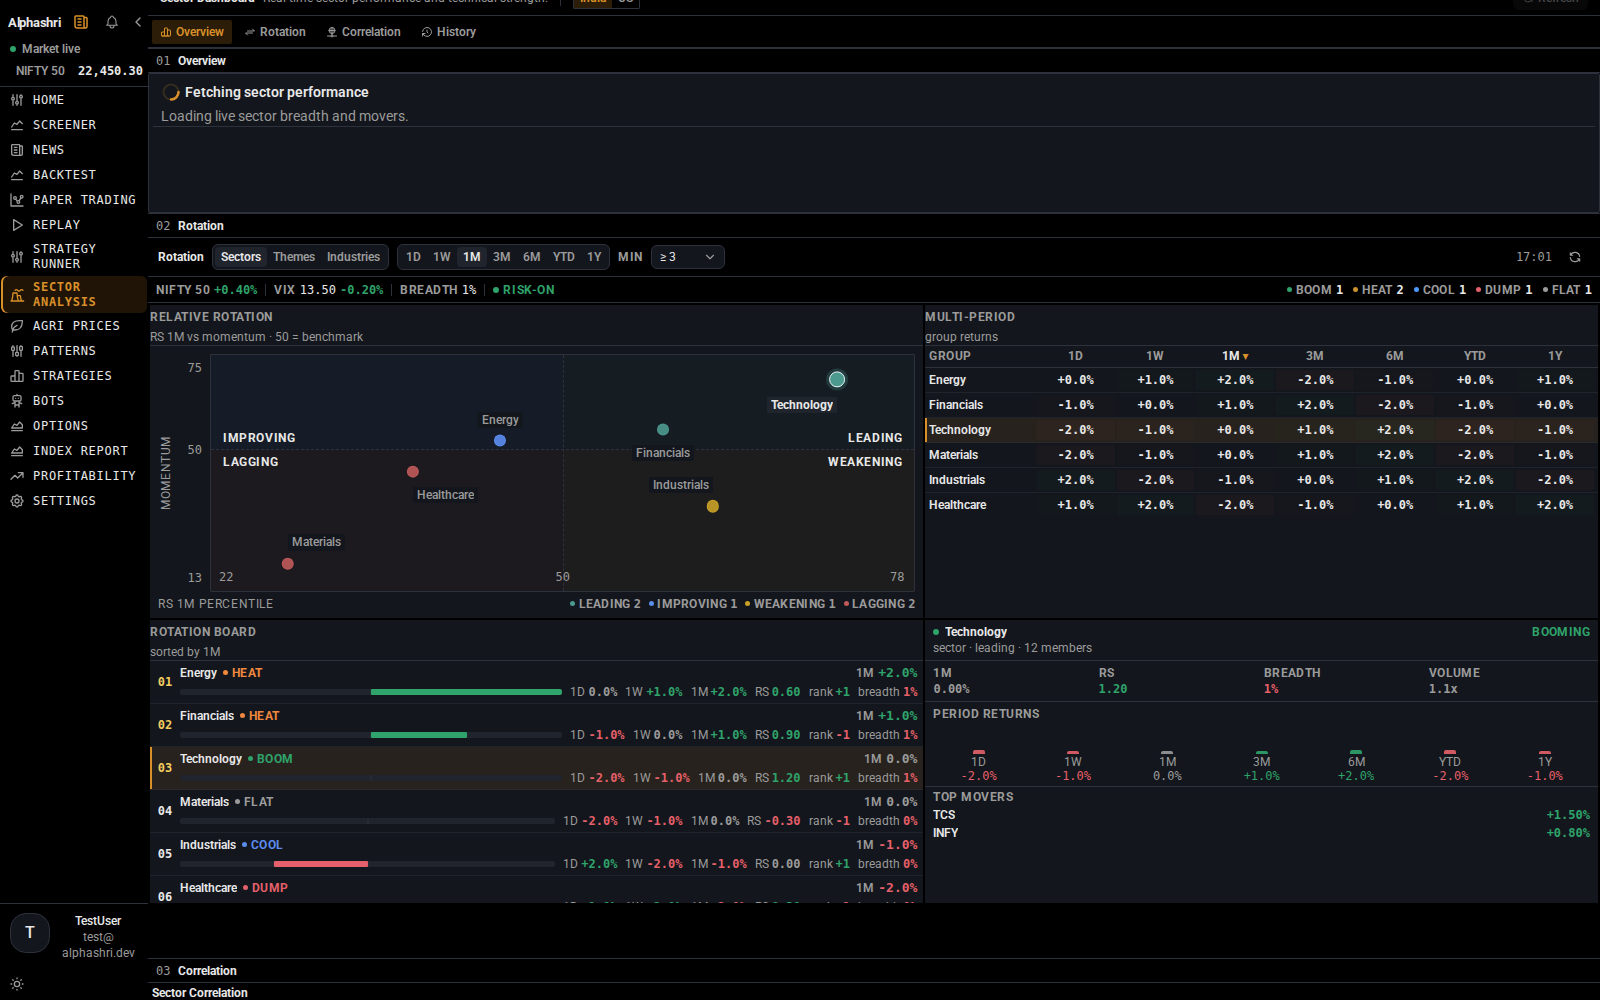 Alphashri
Market live
NIFTY 50 22,450.30
HOME
SCREENER
NEWS
BACKTEST
PAPER TRADING
REPLAY
STRATEGY
RUNNER
SECTOR
ANALYSIS
AGRI PRICES
PATTERNS
STRATEGIES
BOTS
OPTIONS
INDEX REPORT
PROFITABILITY
SETTINGS
T
TestUser
test@
alphashri.dev
Overview Rotation Correlation History
01 Overview
Fetching sector performance
Loading live sector breadth and movers.
02 Rotation
Rotation Sectors Themes Industries 1D 1W 1M 3M 6M YTD 1Y MIN ≥ 3 17:01
NIFTY 50 +0.40% VIX 13.50 -0.20% BREADTH 1% RISK-ON BOOM 1 HEAT 2 COOL 1 DUMP 1 FLAT 1
RELATIVE ROTATION
RS 1M vs momentum · 50 = benchmark
75
50
13
MOMENTUM
Technology
Energy
Financials
IMPROVING
LEADING
LAGGING
WEAKENING
Healthcare
Industrials
Materials
22 50 78
RS 1M PERCENTILE LEADING 2 IMPROVING 1 WEAKENING 1 LAGGING 2
MULTI-PERIOD
group returns
GROUP 1D 1W 1M ▼ 3M 6M YTD 1Y
Energy +0.0% +1.0% +2.0% -2.0% -1.0% +0.0% +1.0%
Financials -1.0% +0.0% +1.0% +2.0% -2.0% -1.0% +0.0%
Technology -2.0% -1.0% +0.0% +1.0% +2.0% -2.0% -1.0%
Materials -2.0% -1.0% +0.0% +1.0% +2.0% -2.0% -1.0%
Industrials +2.0% -2.0% -1.0% +0.0% +1.0% +2.0% -2.0%
Healthcare +1.0% +2.0% -2.0% -1.0% +0.0% +1.0% +2.0%
ROTATION BOARD
sorted by 1M
01 Energy HEAT 1M +2.0%
1D 0.0% 1W +1.0% 1M +2.0% RS 0.60 rank +1 breadth 1%
02 Financials HEAT 1M +1.0%
1D -1.0% 1W 0.0% 1M +1.0% RS 0.90 rank -1 breadth 1%
03 Technology BOOM 1M 0.0%
1D -2.0% 1W -1.0% 1M 0.0% RS 1.20 rank +1 breadth 1%
04 Materials FLAT 1M 0.0%
1D -2.0% 1W -1.0% 1M 0.0% RS -0.30 rank -1 breadth 0%
05 Industrials COOL 1M -1.0%
1D +2.0% 1W -2.0% 1M -1.0% RS 0.00 rank +1 breadth 0%
06 Healthcare DUMP 1M -2.0%
Technology BOOMING
sector · leading · 12 members
1M RS BREADTH VOLUME
0.00% 1.20 1% 1.1x
PERIOD RETURNS
1D 1W 1M 3M 6M YTD 1Y
-2.0% -1.0% 0.0% +1.0% +2.0% -2.0% -1.0%
TOP MOVERS
TCS +1.50%
INFY +0.80%
03 Correlation
Sector Correlation